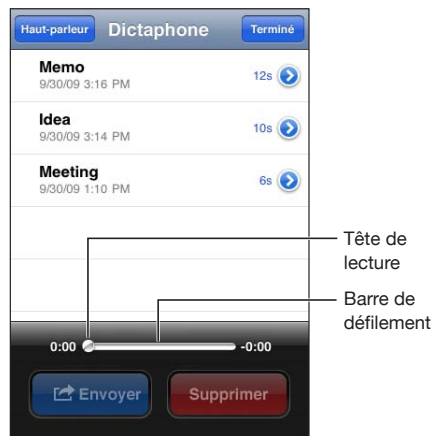 Haut-parleur Dictaphone Terminé
Memo
9/30/09 3:16 PM
12s
Idea
9/30/09 3:14 PM
10s
Meeting
9/30/09 1:10 PM
6s
Tête de
lecture
Barre de
défilement
0:00 -0:00
Envoyer Supprimer